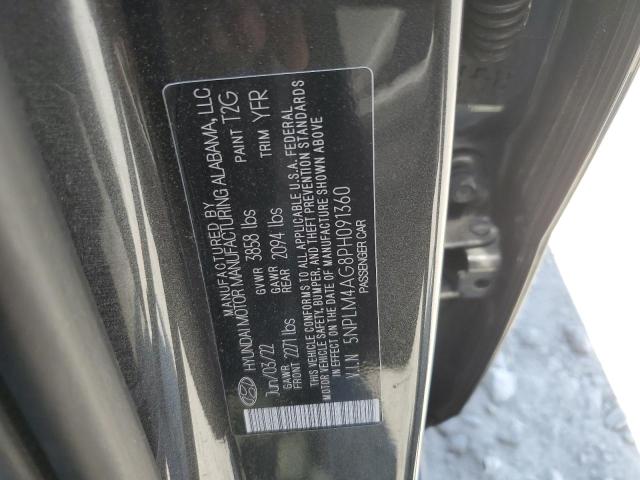 MANUFACTURED BY
HYUNDAI MOTOR MANUFACTURING ALABAMA, LLC
Jun/03/22 GVWR 3858 lbs PAINT T2G
GAWR FRONT 2271 lbs GAWR REAR 2094 lbs TRIM YFR
THIS VEHICLE CONFORMS TO ALL APPLICABLE U.S.A. FEDERAL
MOTOR VEHICLE SAFETY, BUMPER, AND THEFT PREVENTION STANDARDS
IN EFFECT ON THE DATE OF MANUFACTURE SHOWN ABOVE
V.I.N 5NPLM4AG8PH091360
PASSENGER CAR